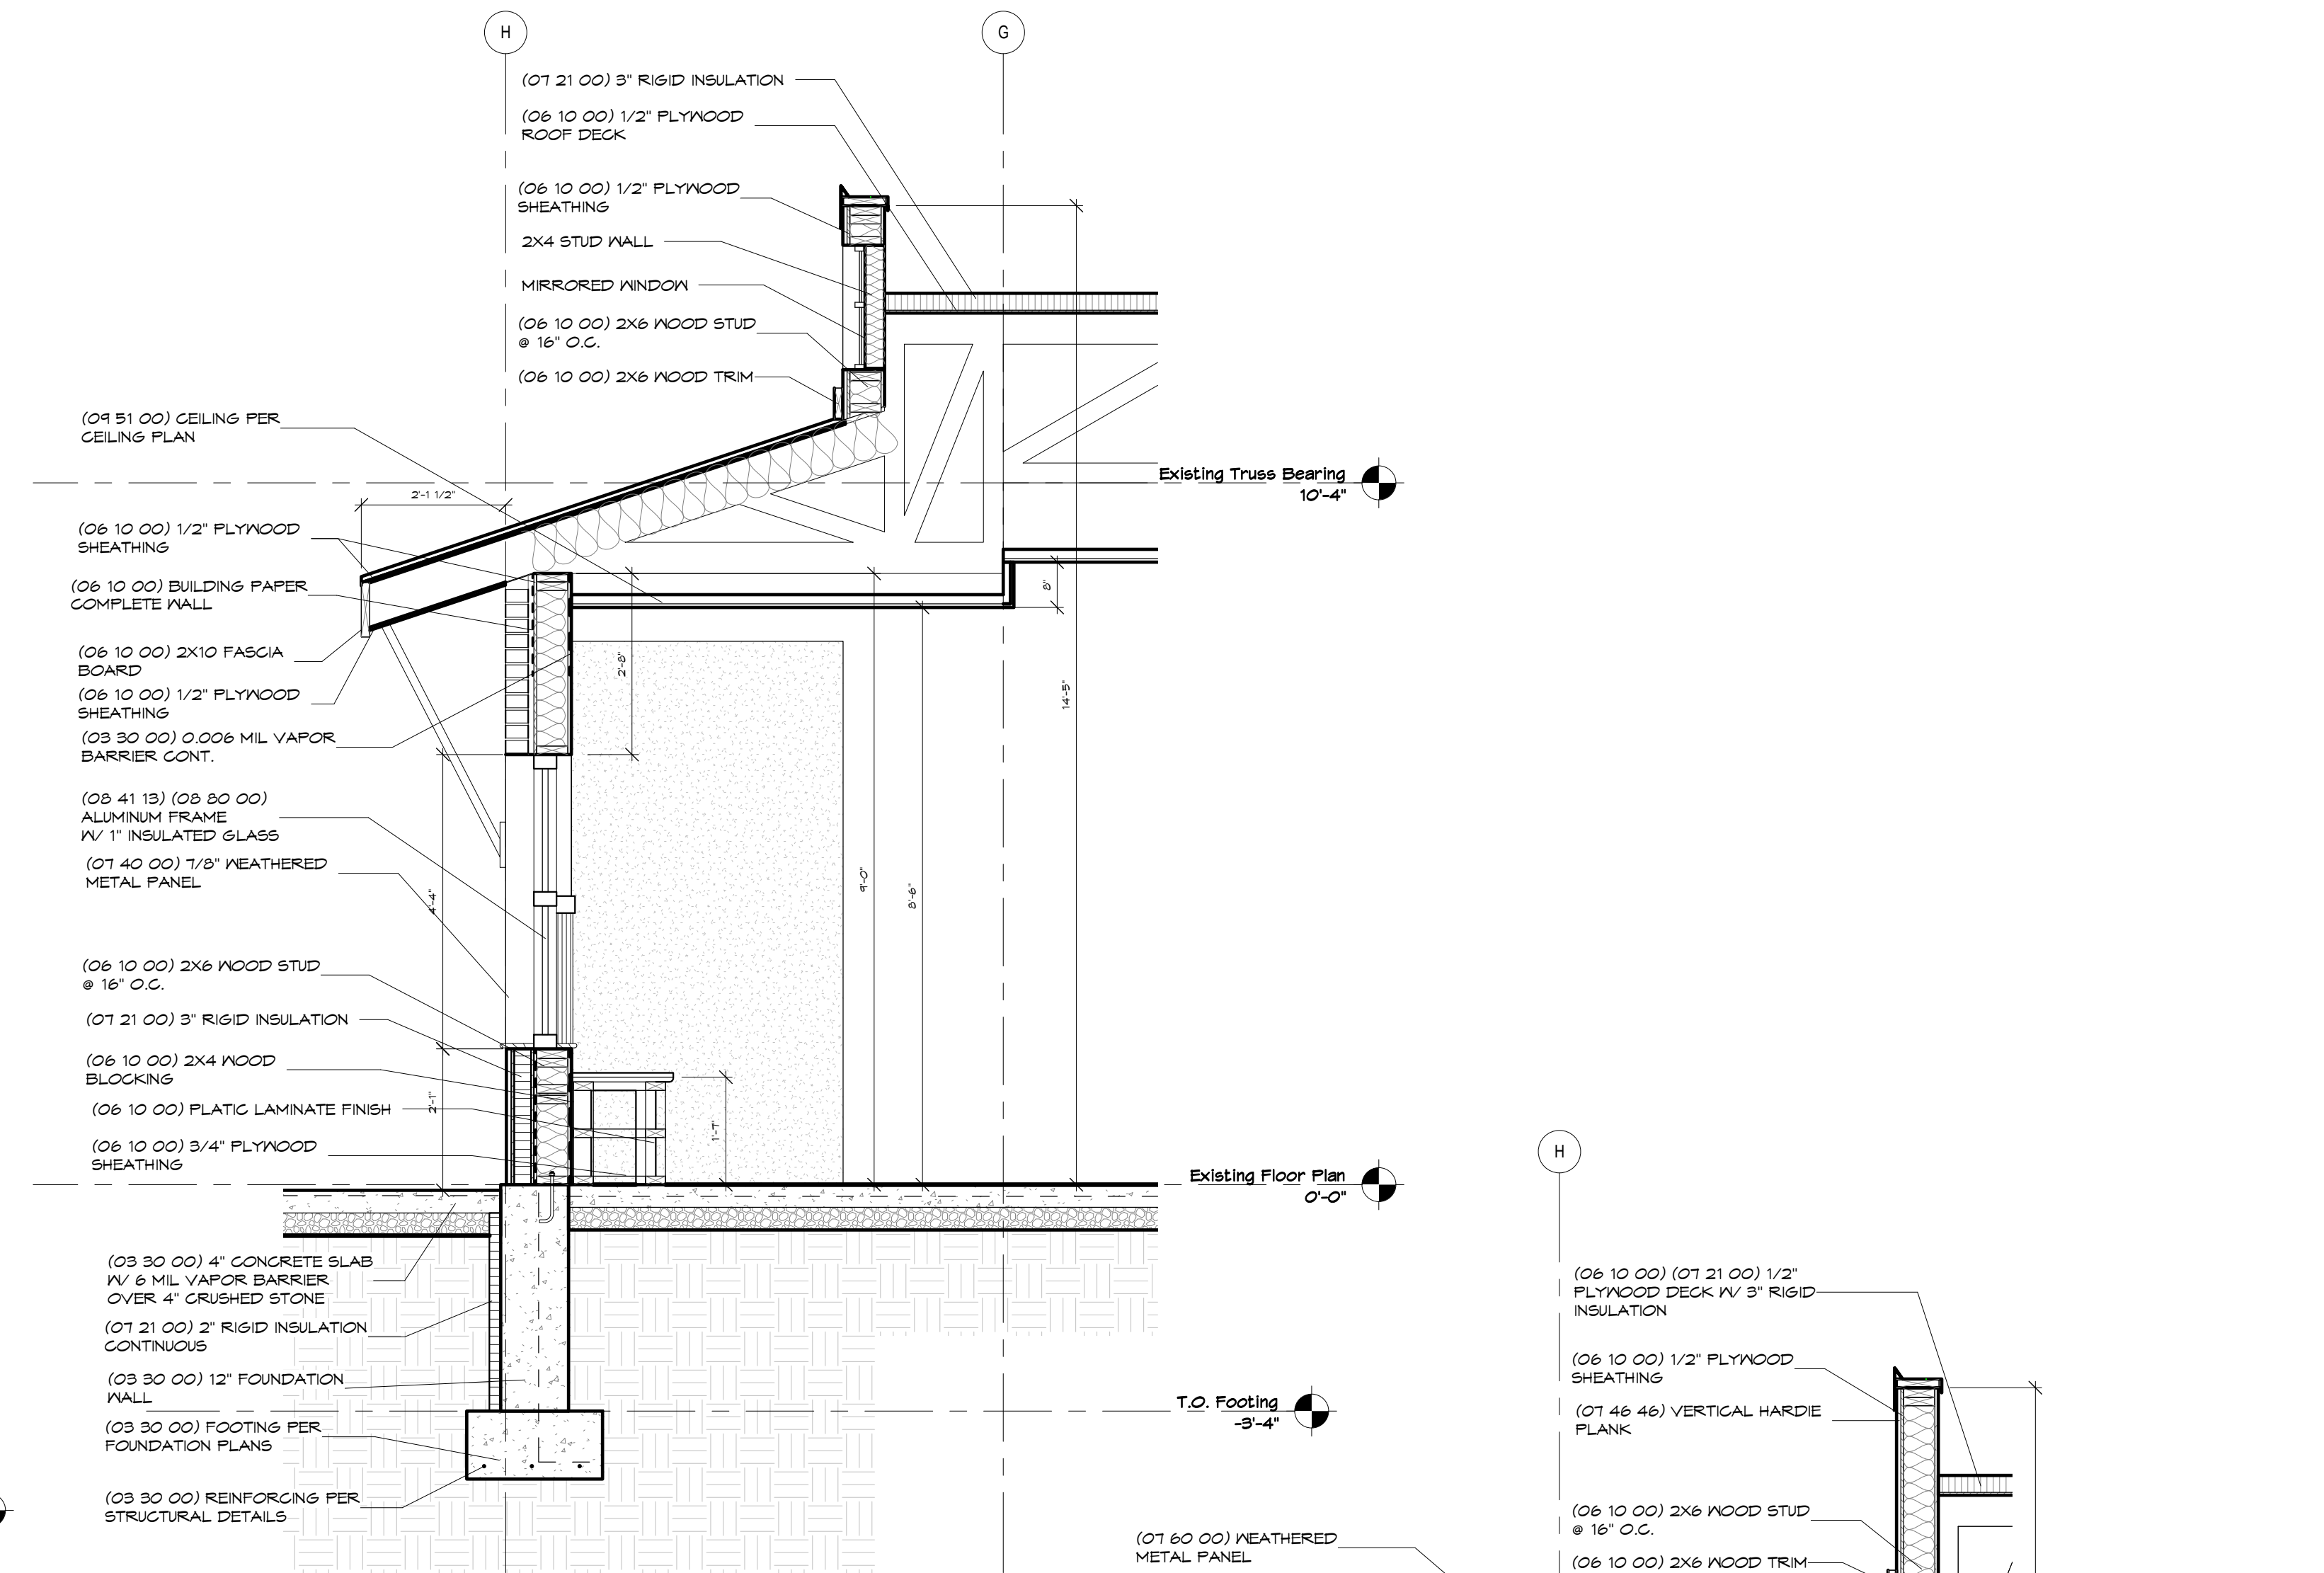 H
G
(07 21 00) 3" RIGID INSULATION
(06 10 00) 1/2" PLYWOOD
ROOF DECK
(06 10 00) 1/2" PLYWOOD
SHEATHING
2X4 STUD WALL
MIRRORED WINDOW
(06 10 00) 2X6 WOOD STUD
@ 16" O.C.
(06 10 00) 2X6 WOOD TRIM
(09 51 00) CEILING PER
CEILING PLAN
Existing Truss Bearing
10'-4"
2'-1 1/2"
(06 10 00) 1/2" PLYWOOD
SHEATHING
(06 10 00) BUILDING PAPER
COMPLETE WALL
8"
(06 10 00) 2X10 FASCIA
BOARD
2'-8"
14'-5"
(06 10 00) 1/2" PLYWOOD
SHEATHING
(03 30 00) 0.006 MIL VAPOR
BARRIER CONT.
(08 41 13) (08 80 00)
ALUMINUM FRAME
W/ 1" INSULATED GLASS
(07 40 00) 7/8" WEATHERED
METAL PANEL
4'-4"
9'-0"
8'-6"
(06 10 00) 2X6 WOOD STUD
@ 16" O.C.
(07 21 00) 3" RIGID INSULATION
(06 10 00) 2X4 WOOD
BLOCKING
(06 10 00) PLATIC LAMINATE FINISH
2'-1"
1'-7"
(06 10 00) 3/4" PLYWOOD
SHEATHING
Existing Floor Plan
0'-0"
(03 30 00) 4" CONCRETE SLAB
W/ 6 MIL VAPOR BARRIER
OVER 4" CRUSHED STONE
(07 21 00) 2" RIGID INSULATION
CONTINUOUS
(03 30 00) 12" FOUNDATION
WALL
T.O. Footing
-3'-4"
(03 30 00) FOOTING PER
FOUNDATION PLANS
(03 30 00) REINFORCING PER
STRUCTURAL DETAILS
H
(06 10 00) (07 21 00) 1/2"
PLYWOOD DECK W/ 3" RIGID
INSULATION
(06 10 00) 1/2" PLYWOOD
SHEATHING
(07 46 46) VERTICAL HARDIE
PLANK
(06 10 00) 2X6 WOOD STUD
@ 16" O.C.
(07 60 00) WEATHERED
METAL PANEL
(06 10 00) 2X6 WOOD TRIM